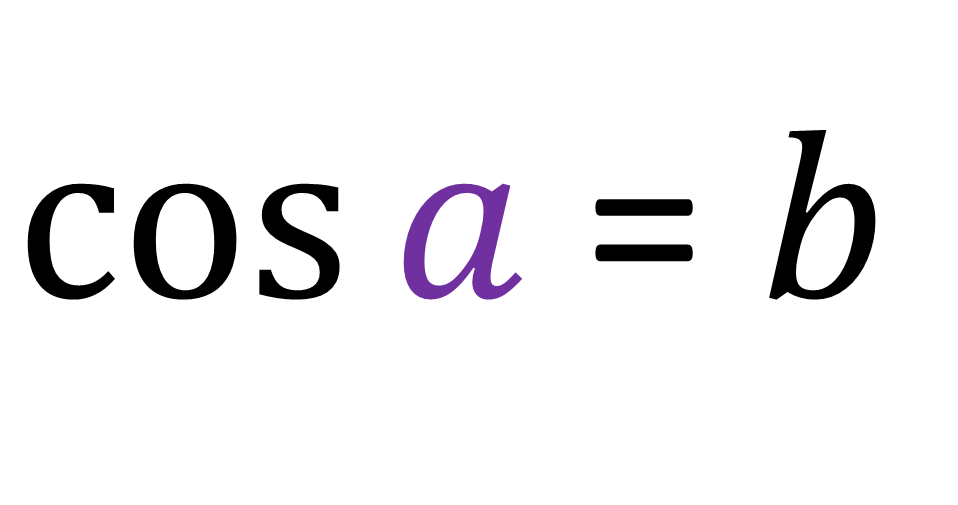 cos a = b